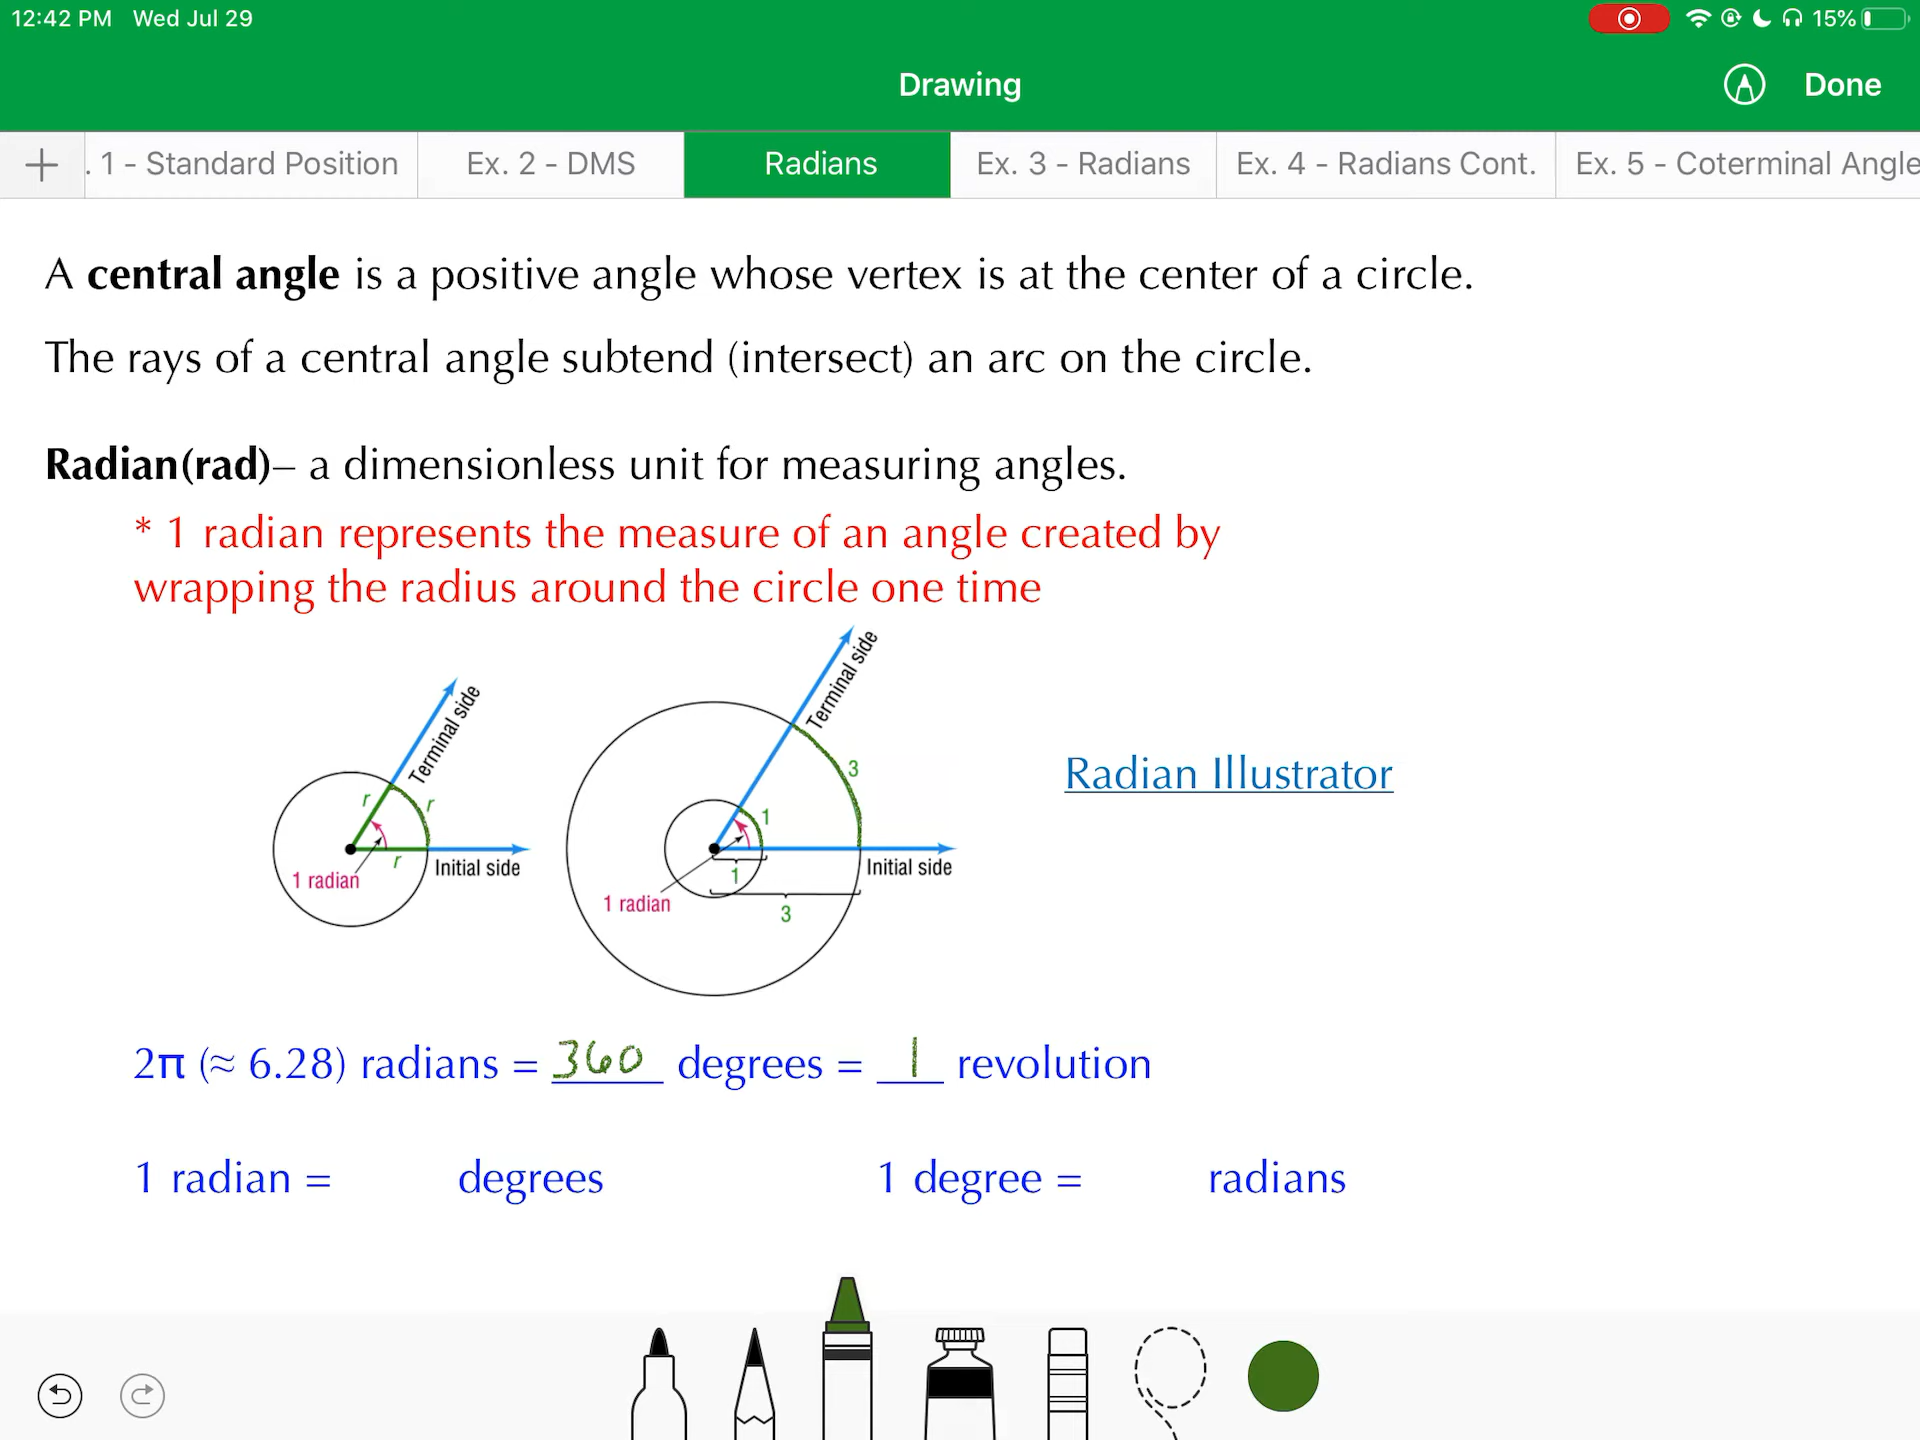 12:42 PM Wed Jul 29
15%
Drawing
Done
. 1 - Standard Position
Ex. 2 - DMS
Radians
Ex. 3 - Radians
Ex. 4 - Radians Cont.
Ex. 5 - Coterminal Angle
A central angle is a positive angle whose vertex is at the center of a circle.
The rays of a central angle subtend (intersect) an arc on the circle.
Radian(rad)– a dimensionless unit for measuring angles.
* 1 radian represents the measure of an angle created by
wrapping the radius around the circle one time
Terminal side
r
r
r
Initial side
1 radian
Terminal side
3
1
Initial side
1
1 radian
3
Radian Illustrator
2π (≈ 6.28) radians = 360 degrees = 1 revolution
1 radian = degrees
1 degree = radians